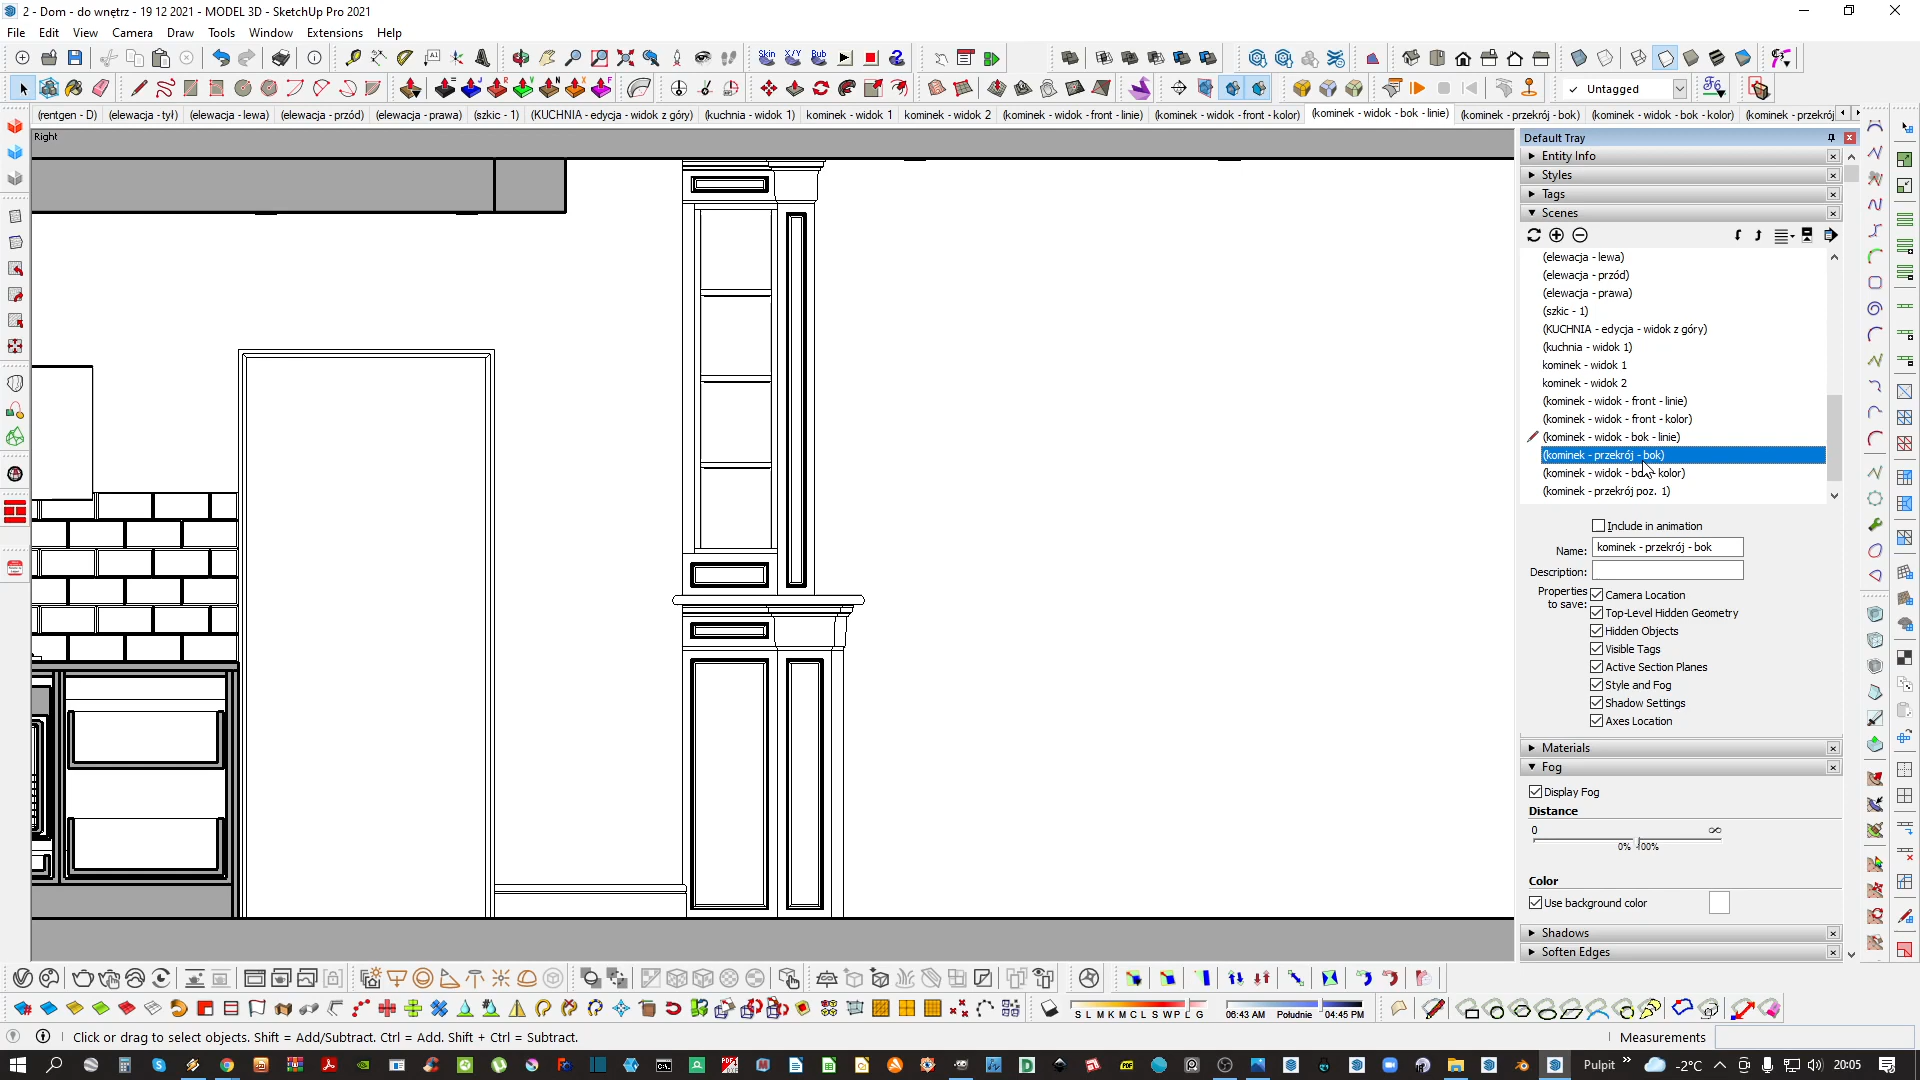 2 - Dom - do wnętrz - 19 12 2021 - MODEL 3D - SketchUp Pro 2021
File Edit View Camera Draw Tools Window Extensions Help
Skin X/Y Bub
Untagged
(rentgen - D) (elewacja - tył) (elewacja - lewa) (elewacja - przód) (elewacja - prawa) (szkic - 1) (KUCHNIA - edycja - widok z góry) (kuchnia - widok 1) kominek - widok 1 kominek - widok 2 (kominek - widok - front - linie) (kominek - widok - front - kolor) (kominek - widok - bok - linie) (kominek - przekrój - bok) (kominek - widok - bok - kolor) (kominek - przekrój
Right
Default Tray
Entity Info
Styles
Tags
Scenes
(elewacja - lewa)
(elewacja - przód)
(elewacja - prawa)
(szkic - 1)
(KUCHNIA - edycja - widok z góry)
(kuchnia - widok 1)
kominek - widok 1
kominek - widok 2
(kominek - widok - front - linie)
(kominek - widok - front - kolor)
(kominek - widok - bok - linie)
(kominek - przekrój - bok)
(kominek - widok - bok - kolor)
(kominek - przekrój poz. 1)
Include in animation
Name: kominek - przekrój - bok
Description:
Properties to save:
Camera Location
Top-Level Hidden Geometry
Hidden Objects
Visible Tags
Active Section Planes
Style and Fog
Shadow Settings
Axes Location
Materials
Fog
Display Fog
Distance
0 ∞
0% 100%
Color
Use background color
Shadows
Soften Edges
S L M K M C L S W P L G 06:43 AM Południe 04:45 PM
Click or drag to select objects. Shift = Add/Subtract. Ctrl = Add. Shift + Ctrl = Subtract.
Measurements
Pulpit -2°C 20:05